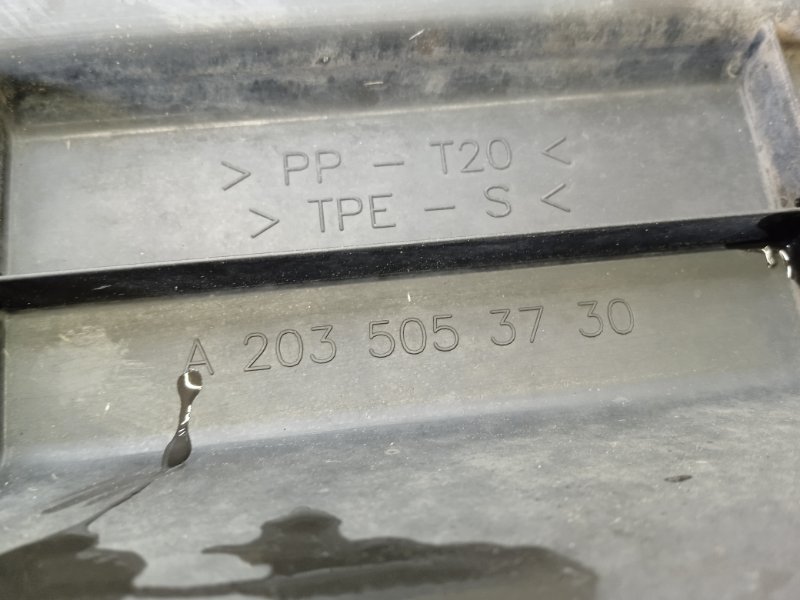 > PP - T20 <
> TPE - S <
A 203 505 37 30